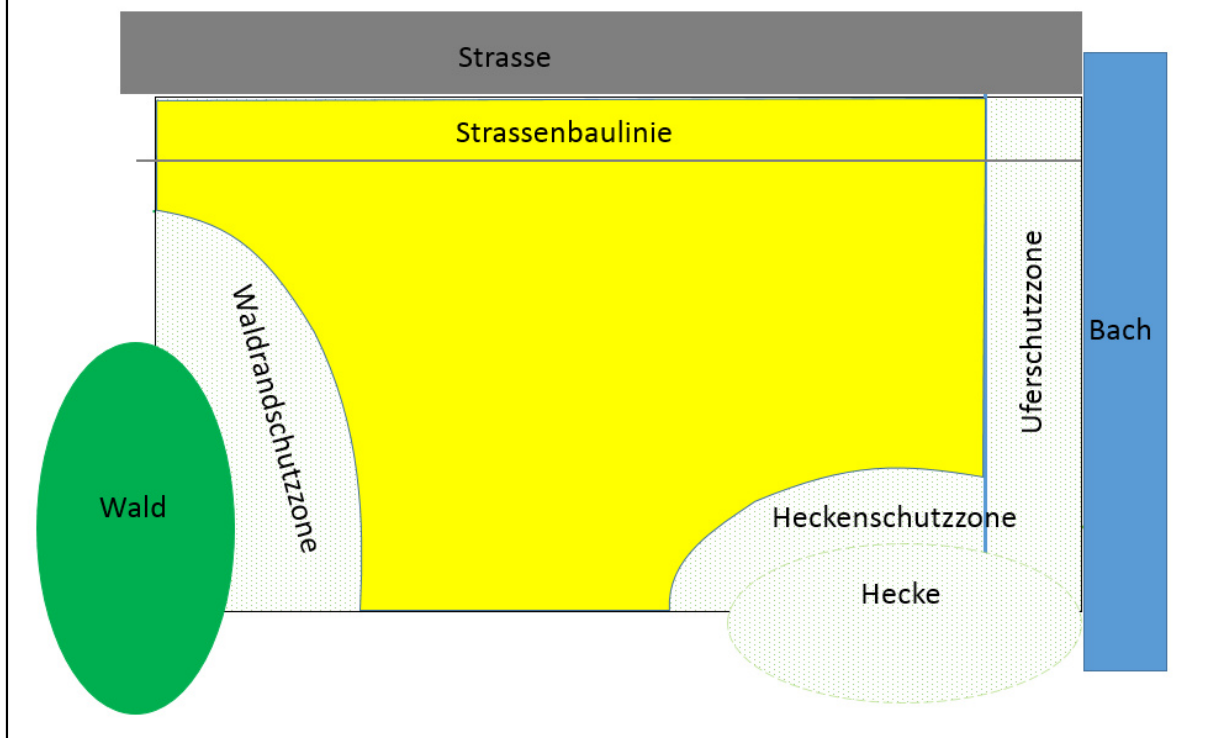 Strasse
Strassenbaulinie
Uferschutzzone
Bach
Waldrandschutzzone
Wald
Heckenschutzzone
Hecke